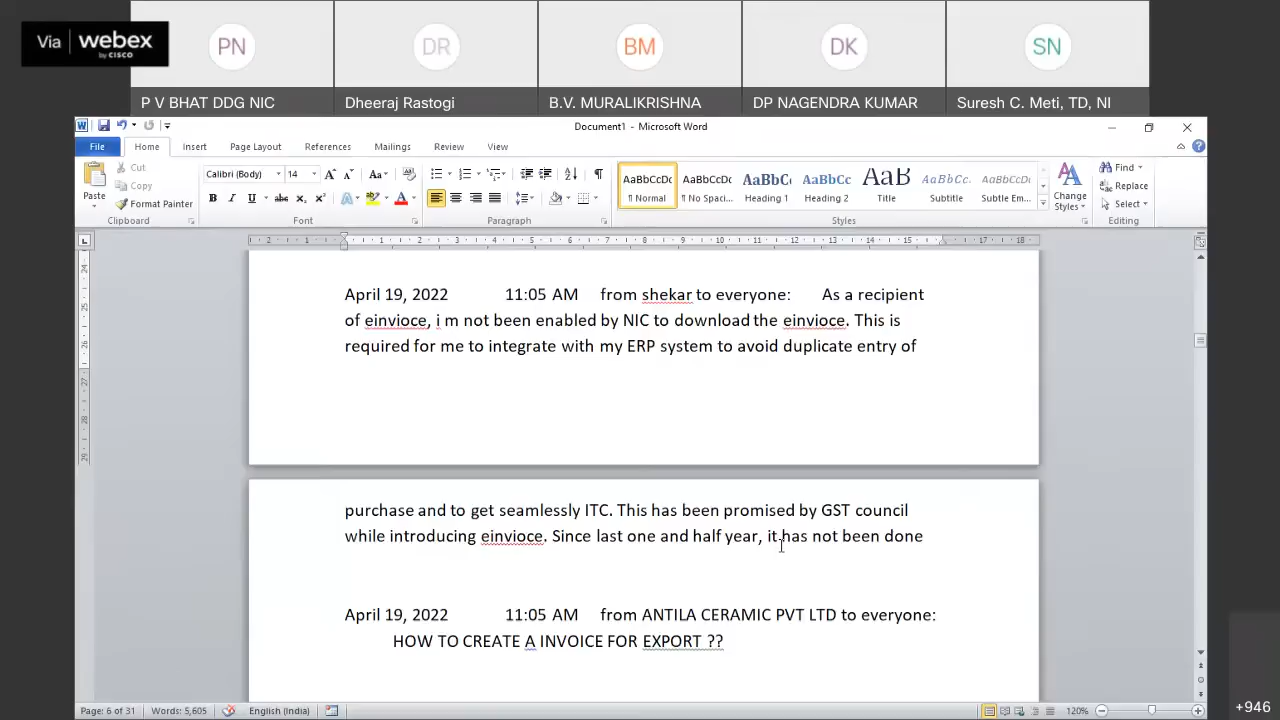 Via webex
by CISCO
PN DR BM DK SN
P V BHAT DDG NIC Dheeraj Rastogi B.V. MURALIKRISHNA DP NAGENDRA KUMAR Suresh C. Meti, TD, NI
Document1 - Microsoft Word
File Home Insert Page Layout References Mailings Review View
Paste Cut Copy Format Painter Clipboard
Calibri (Body) 14 Font
Paragraph
AaBbCcDc ¶ Normal AaBbCcDc ¶ No Spaci... AaBbC Heading 1 AaBbCc Heading 2 AaB Title AaBbCc. Subtitle AaBbCcDc Subtle Em...
Styles
Change Styles
Find Replace Select Editing
April 19, 2022 11:05 AM from shekar to everyone: As a recipient
of einvioce, i m not been enabled by NIC to download the einvioce. This is
required for me to integrate with my ERP system to avoid duplicate entry of
purchase and to get seamlessly ITC. This has been promised by GST council
while introducing einvioce. Since last one and half year, it has not been done
April 19, 2022 11:05 AM from ANTILA CERAMIC PVT LTD to everyone:
HOW TO CREATE A INVOICE FOR EXPORT ??
Page: 6 of 31 Words: 5,605 English (India) 120%
+946